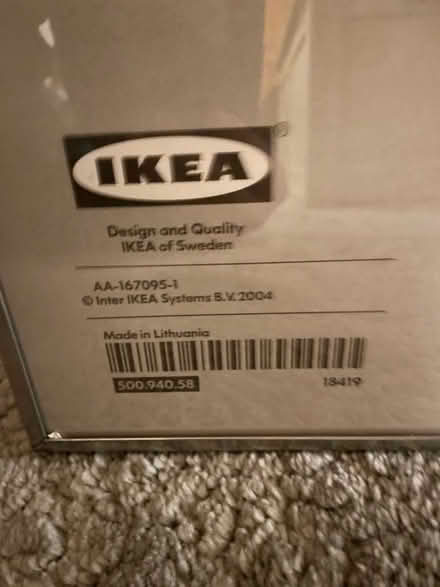 IKEA®
Design and Quality
IKEA of Sweden
AA-167095-1
© Inter IKEA Systems B.V. 2004
Made in Lithuania
500.940.58 18419